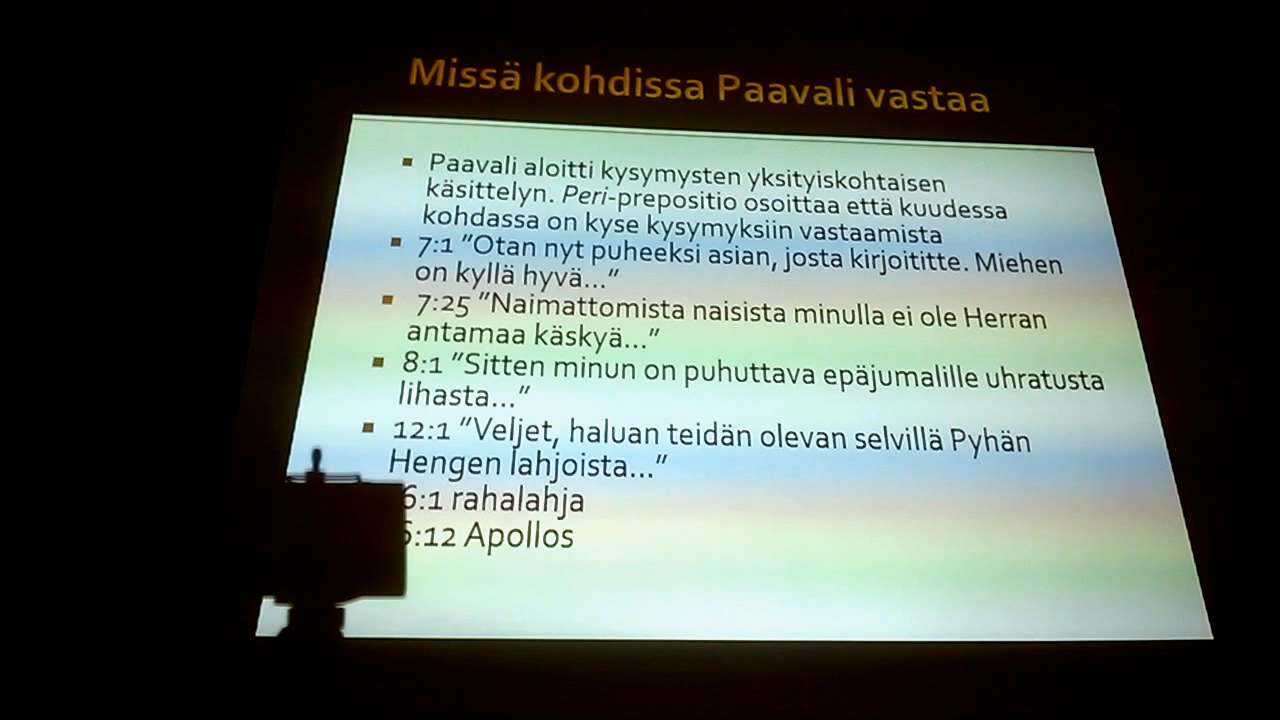 Missä kohdissa Paavali vastaa
▪ Paavali aloitti kysymysten yksityiskohtaisen
käsittelyn. Peri-prepositio osoittaa että kuudessa
kohdassa on kyse kysymyksiin vastaamista
▪ 7:1 ”Otan nyt puheeksi asian, josta kirjoititte. Miehen
on kyllä hyvä...”
▪ 7:25 ”Naimattomista naisista minulla ei ole Herran
antamaa käskyä...”
▪ 8:1 ”Sitten minun on puhuttava epäjumalille uhratusta
lihasta...”
▪ 12:1 ”Veljet, haluan teidän olevan selvillä Pyhän
Hengen lahjoista...”
6:1 rahalahja
6:12 Apollos